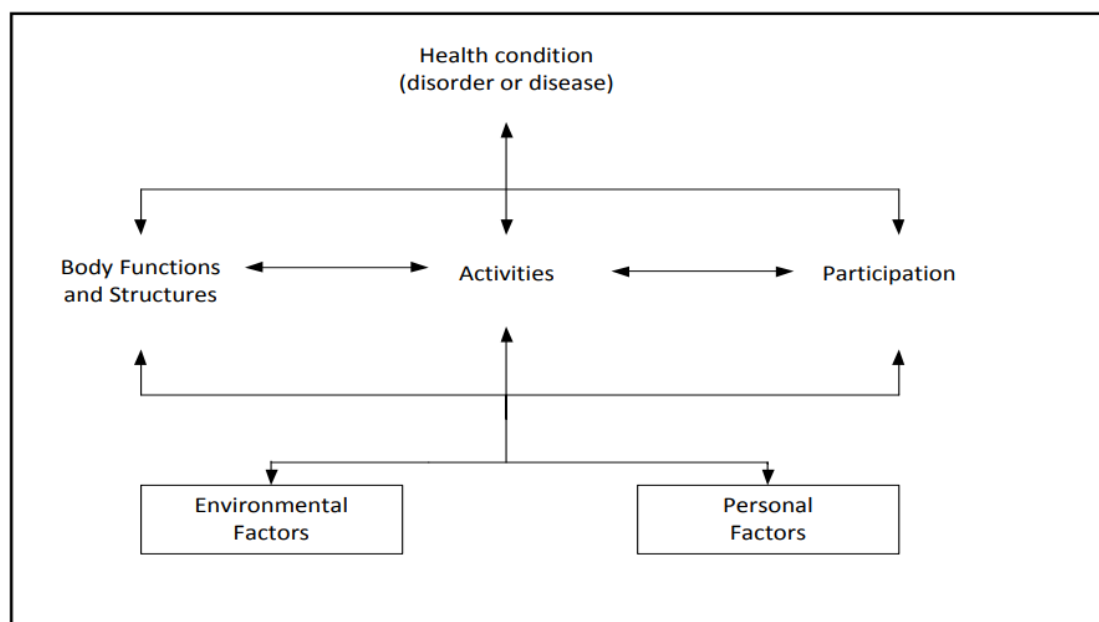 Health condition
(disorder or disease)
Body Functions
and Structures
Activities
Participation
Environmental
Factors
Personal
Factors